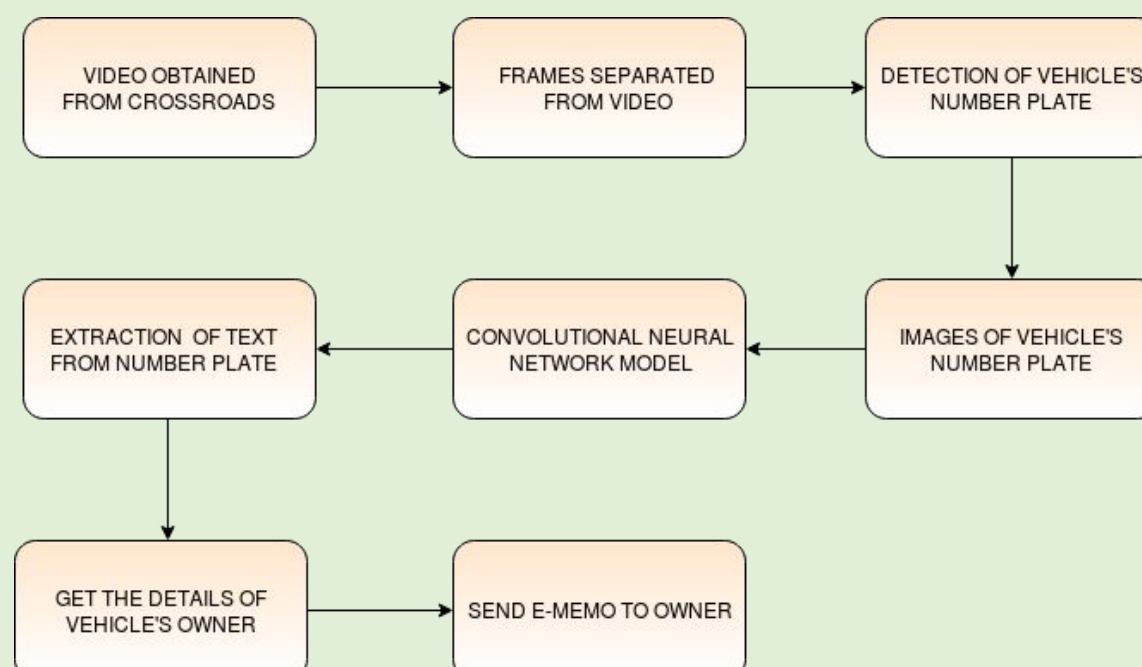 VIDEO OBTAINED
FROM CROSSROADS
FRAMES SEPARATED
FROM VIDEO
DETECTION OF VEHICLE'S
NUMBER PLATE
IMAGES OF VEHICLE'S
NUMBER PLATE
CONVOLUTIONAL NEURAL
NETWORK MODEL
EXTRACTION OF TEXT
FROM NUMBER PLATE
GET THE DETAILS OF
VEHICLE'S OWNER
SEND E-MEMO TO OWNER